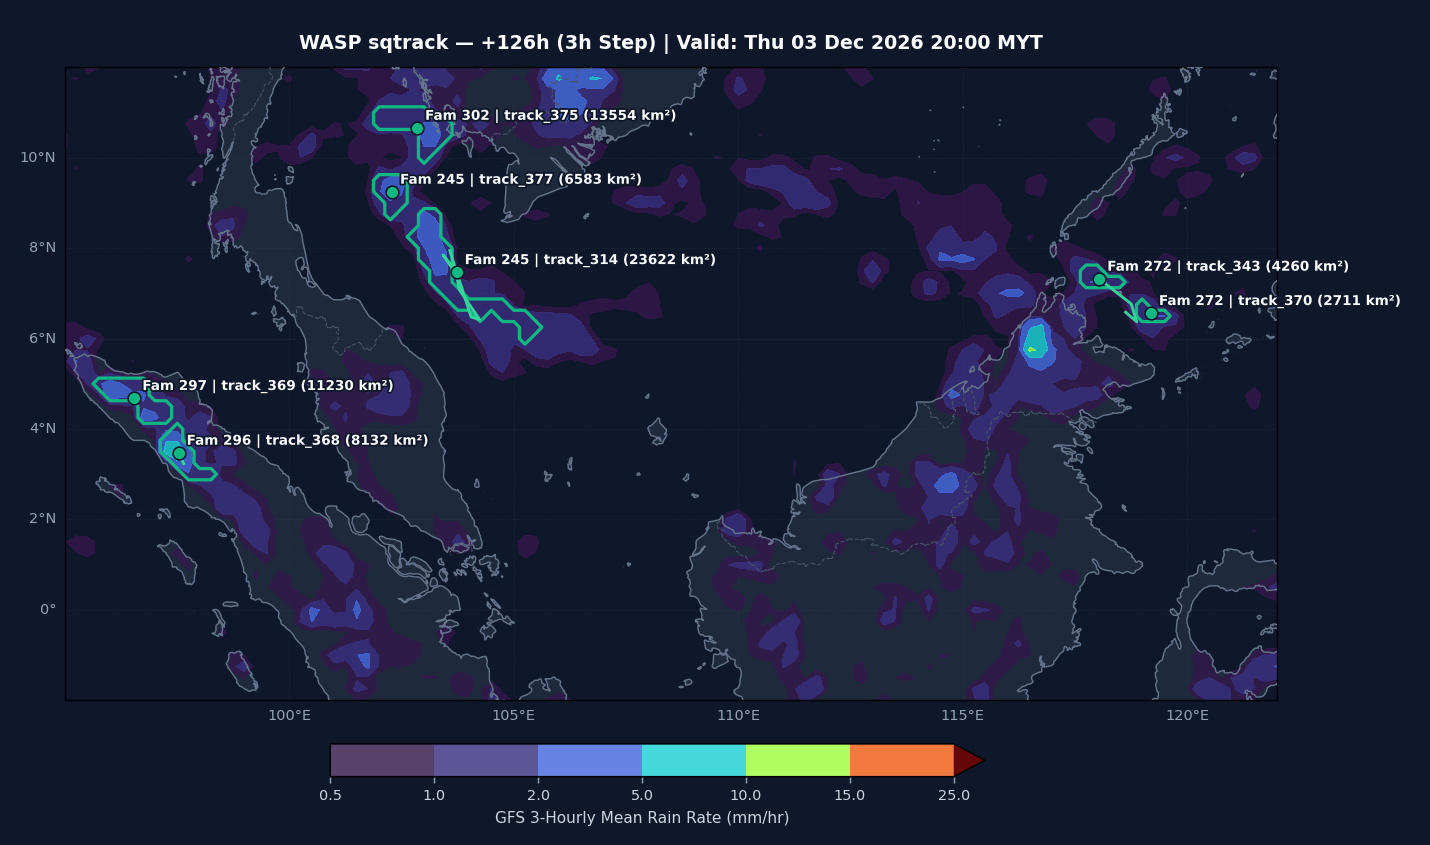 WASP sqtrack — +126h (3h Step) | Valid: Thu 03 Dec 2026 20:00 MYT
Fam 302 | track_375 (13554 km²)
10°N
Fam 245 | track_377 (6583 km²)
8°N
Fam 245 | track_314 (23622 km²)
Fam 272 | track_343 (4260 km²)
Fam 272 | track_370 (2711 km²)
6°N
Fam 297 | track_369 (11230 km²)
4°N
Fam 296 | track_368 (8132 km²)
2°N
0°
100°E 105°E 110°E 115°E 120°E
0.5 1.0 2.0 5.0 10.0 15.0 25.0
GFS 3-Hourly Mean Rain Rate (mm/hr)